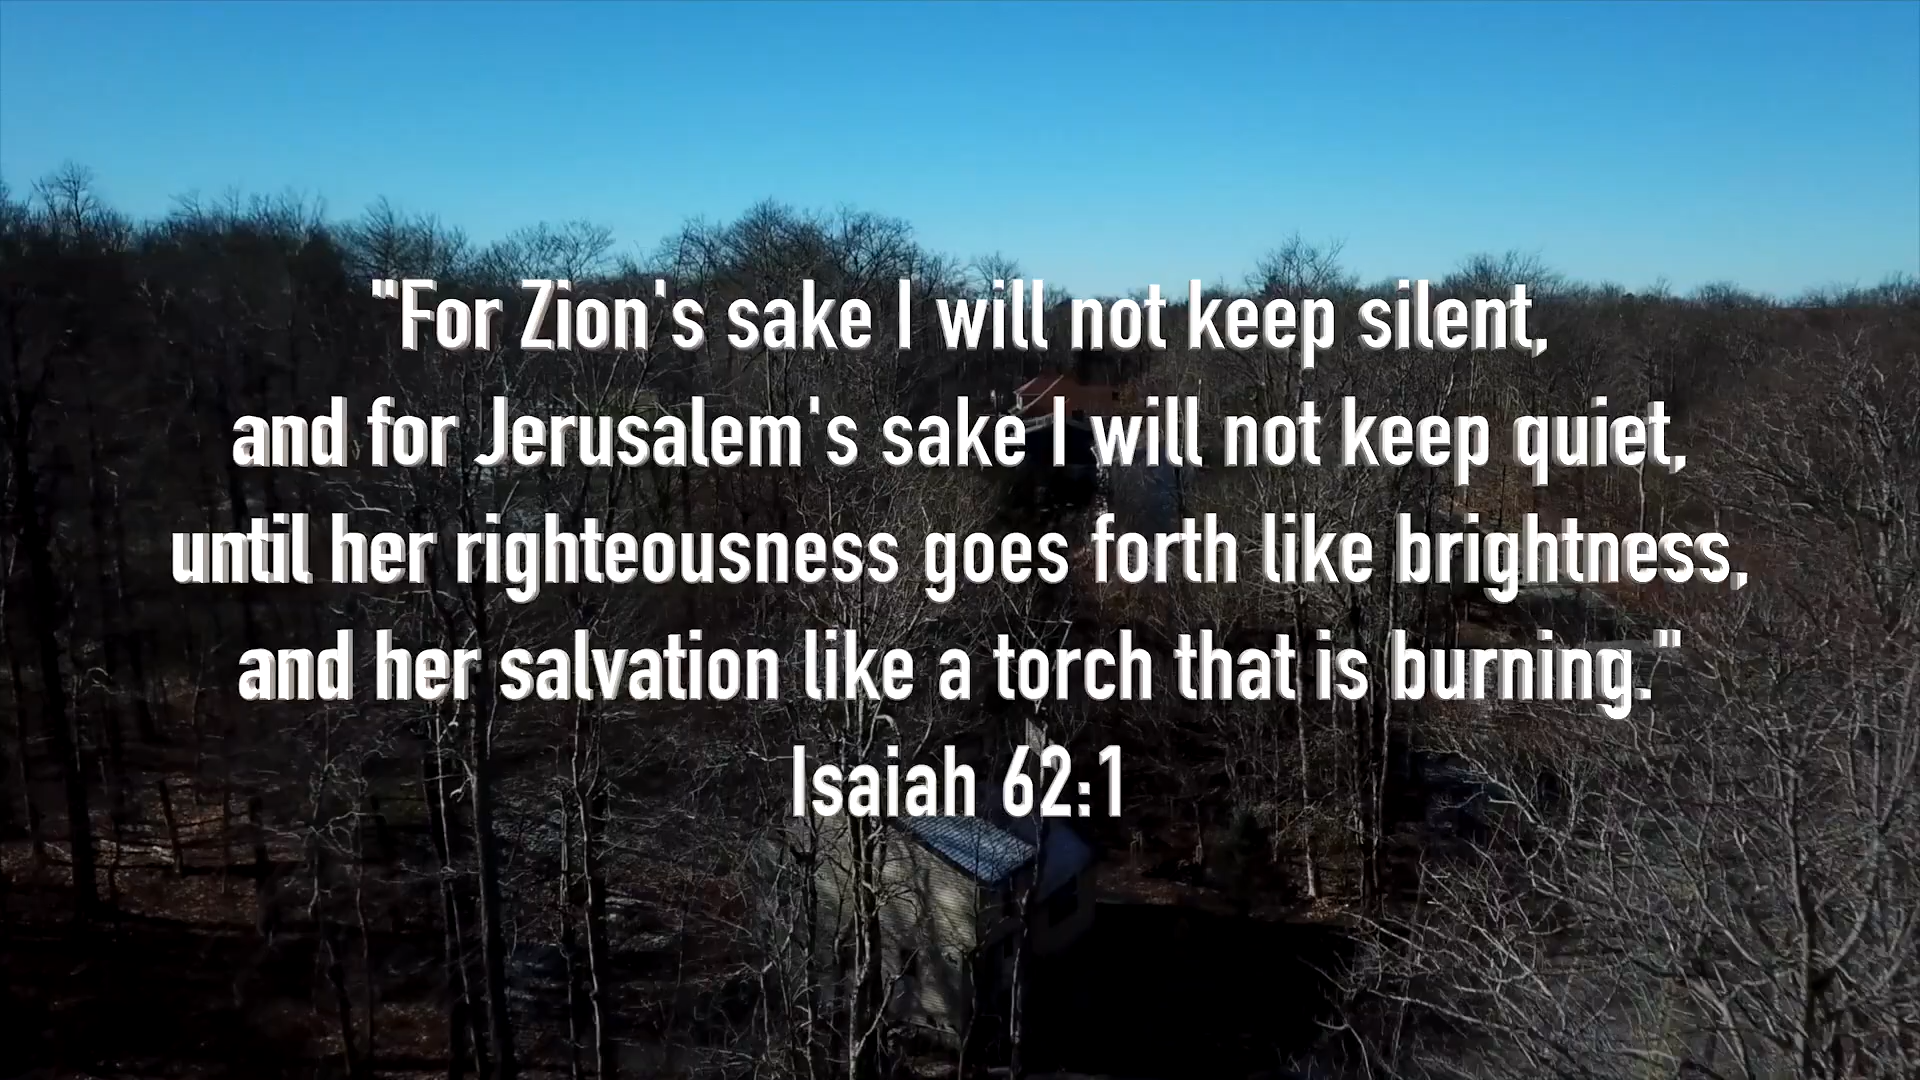 "For Zion's sake I will not keep silent,
and for Jerusalem's sake I will not keep quiet,
until her righteousness goes forth like brightness,
and her salvation like a torch that is burning."
Isaiah 62:1